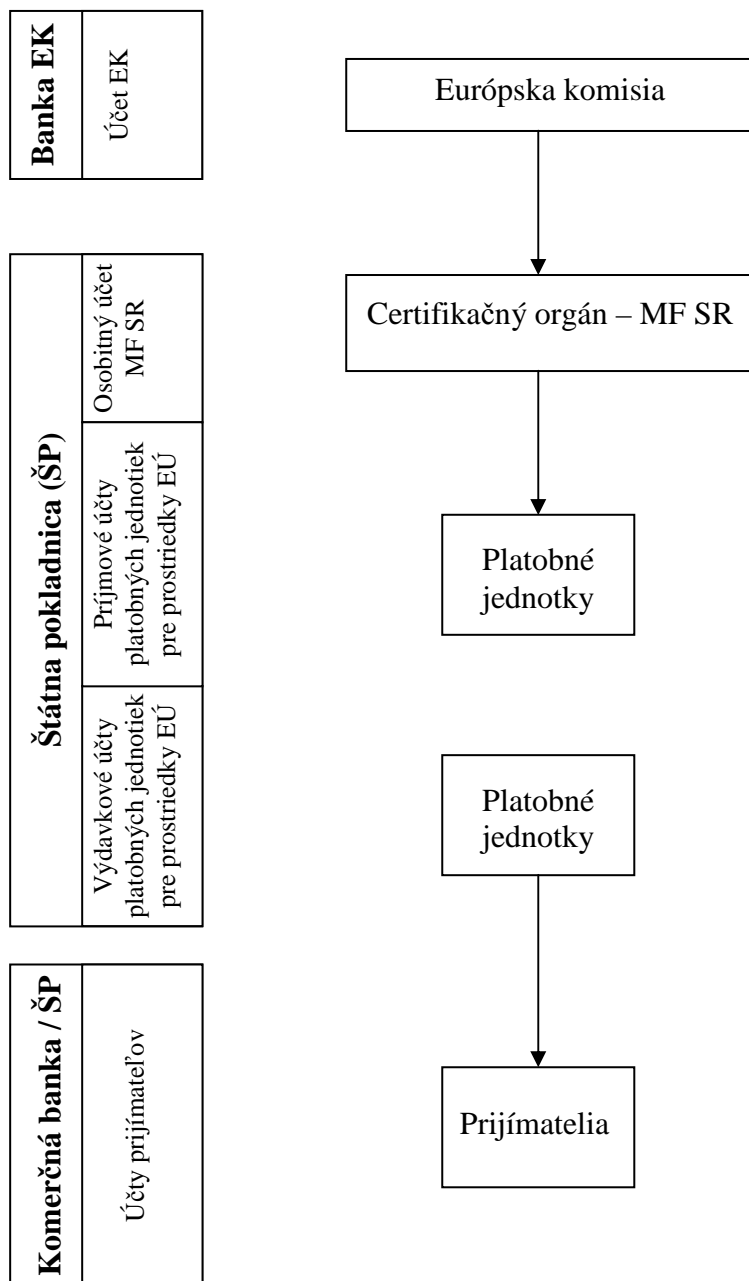 Banka EK
Účet EK
Európska komisia
Štátna pokladnica (ŠP)
Osobitný účet
MF SR
Certifikačný orgán – MF SR
Príjmové účty
platobných jednotiek
pre prostriedky EÚ
Platobné
jednotky
Výdavkové účty
platobných jednotiek
pre prostriedky EÚ
Platobné
jednotky
Komerčná banka / ŠP
Účty prijímateľov
Prijímatelia